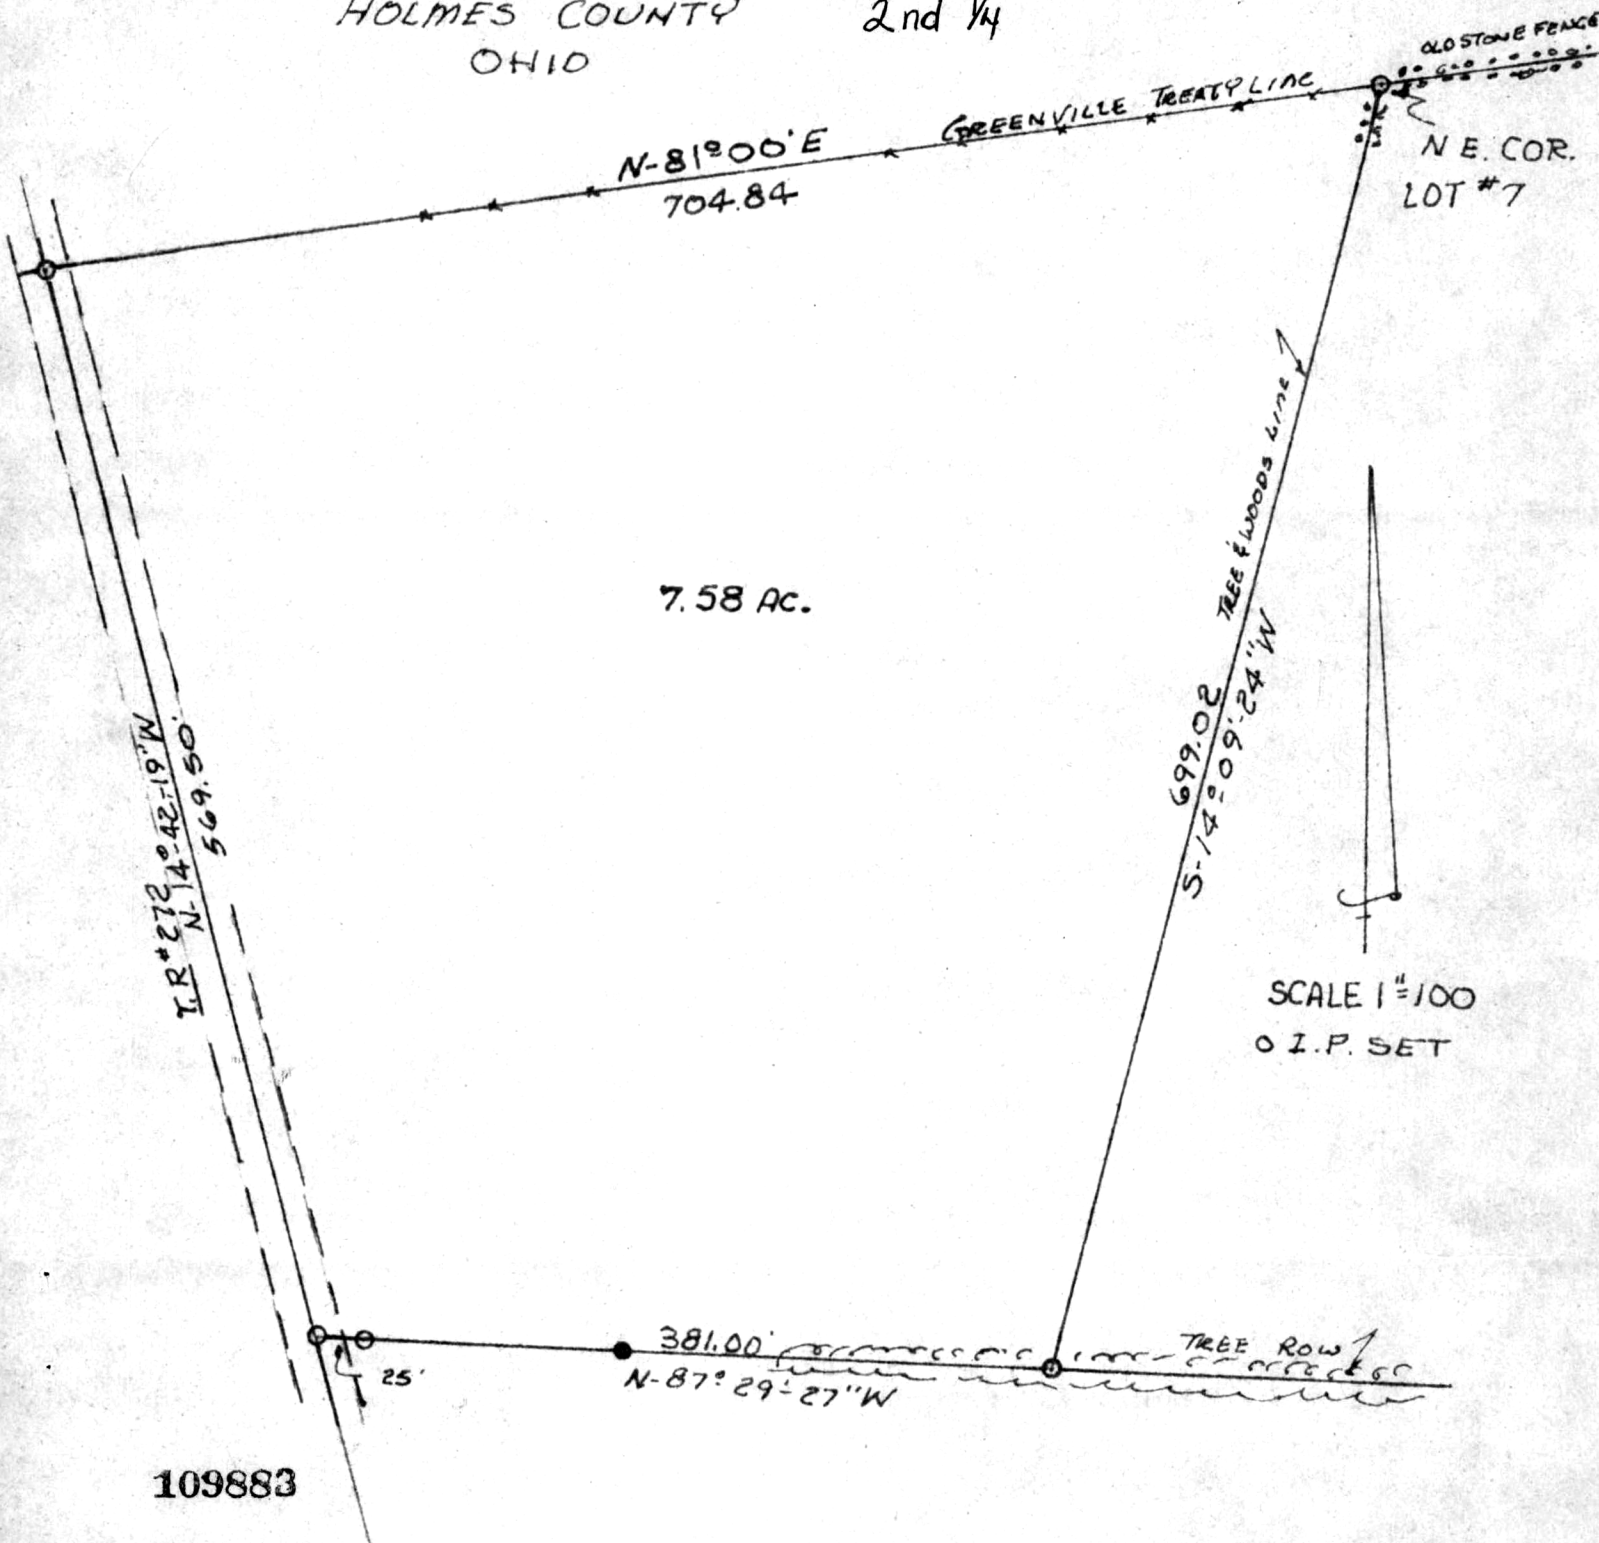 HOLMES COUNTY 2nd 1/4
OHIO
OLD STONE FENCE
GREENVILLE TREATY LINE
N-81°00'E
704.84
N E. COR.
LOT #7
TREE & WOODS LINE
7.58 AC.
699.02
S-14°-09'-24"W
T.R #272
N-14°-42'-19"W
569.50'
SCALE 1"=100
O I.P. SET
381.00'
N-87°-29'-27"W
25'
TREE ROW
109883